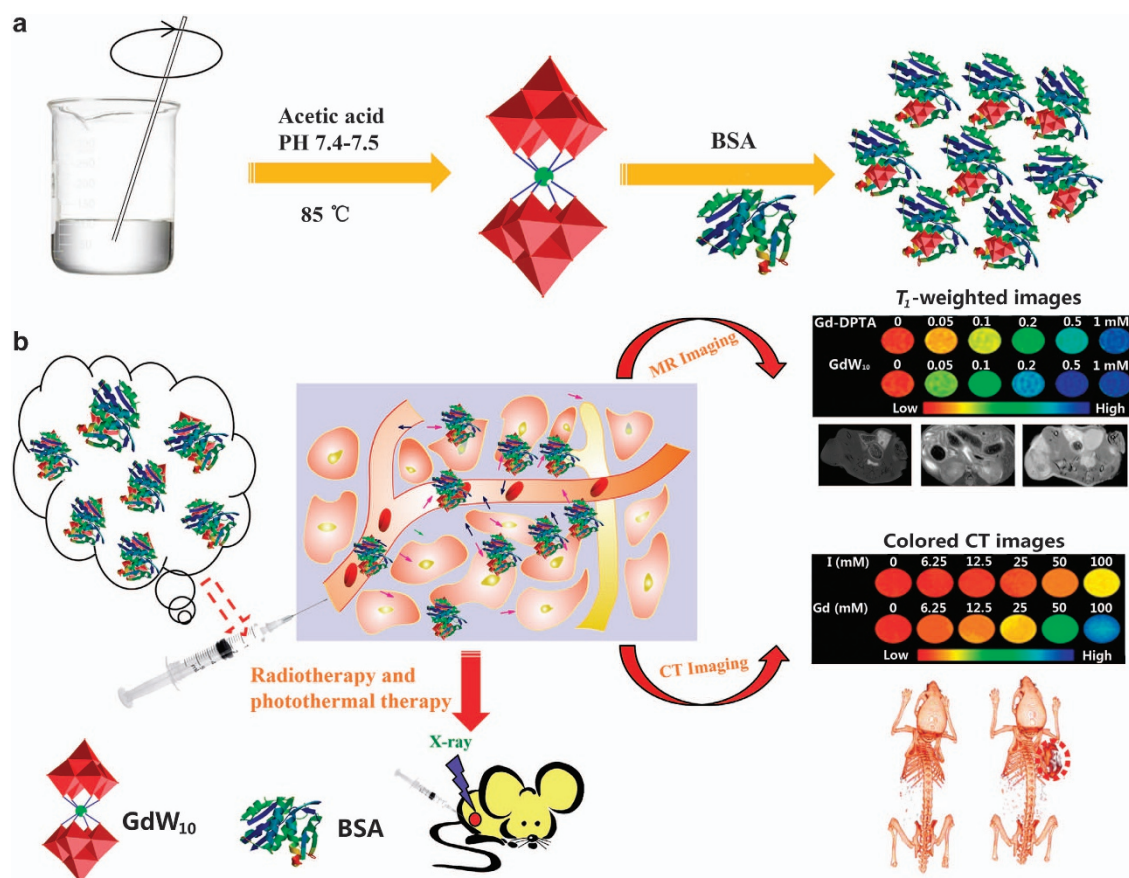 a
Acetic acid
PH 7.4-7.5
85 ℃
BSA
T₁-weighted images
Gd-DPTA 0 0.05 0.1 0.2 0.5 1 mM
GdW₁₀ 0 0.05 0.1 0.2 0.5 1mM
Low High
b
MR Imaging
Colored CT images
I (mM) 0 6.25 12.5 25 50 100
Gd (mM) 0 6.25 12.5 25 50 100
Low High
CT Imaging
Radiotherapy and
photothermal therapy
X-ray
GdW₁₀
BSA